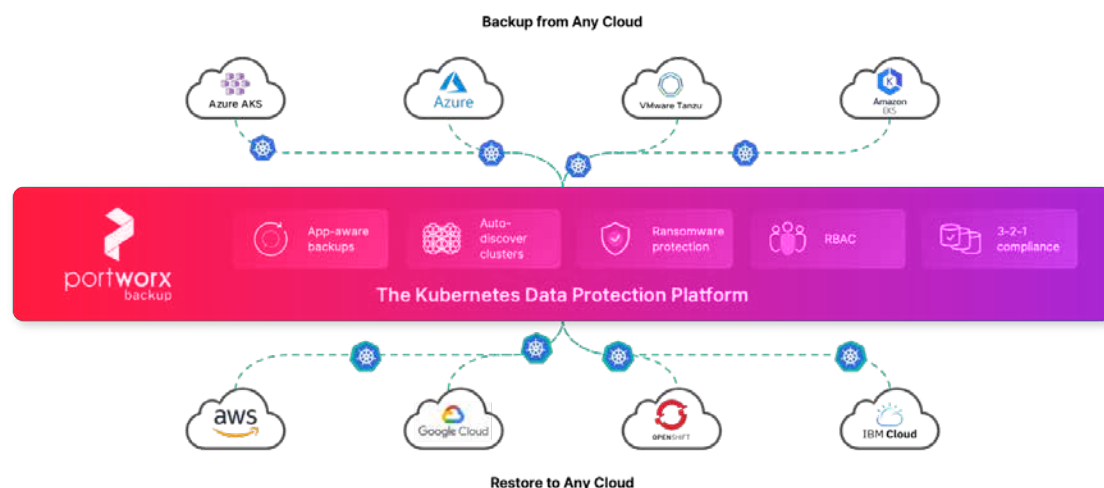 Backup from Any Cloud
Azure AKS
Azure
VMware Tanzu
Amazon
EKS
App-aware
backups
Auto-
discover
clusters
Ransomware
protection
RBAC
3-2-1
compliance
portworx
backup
The Kubernetes Data Protection Platform
aws
Google Cloud
OPENSHIFT
IBM Cloud
Restore to Any Cloud